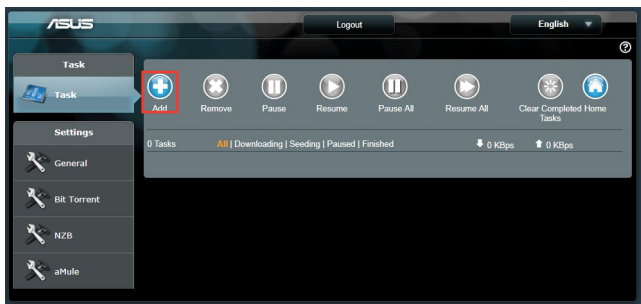 ASUS
Logout
English
Task
Task
Add
Remove
Pause
Resume
Pause All
Resume All
Clear Completed Tasks
Home
0 Tasks
All | Downloading | Seeding | Paused | Finished
0 KBps
0 KBps
Settings
General
Bit Torrent
NZB
aMule